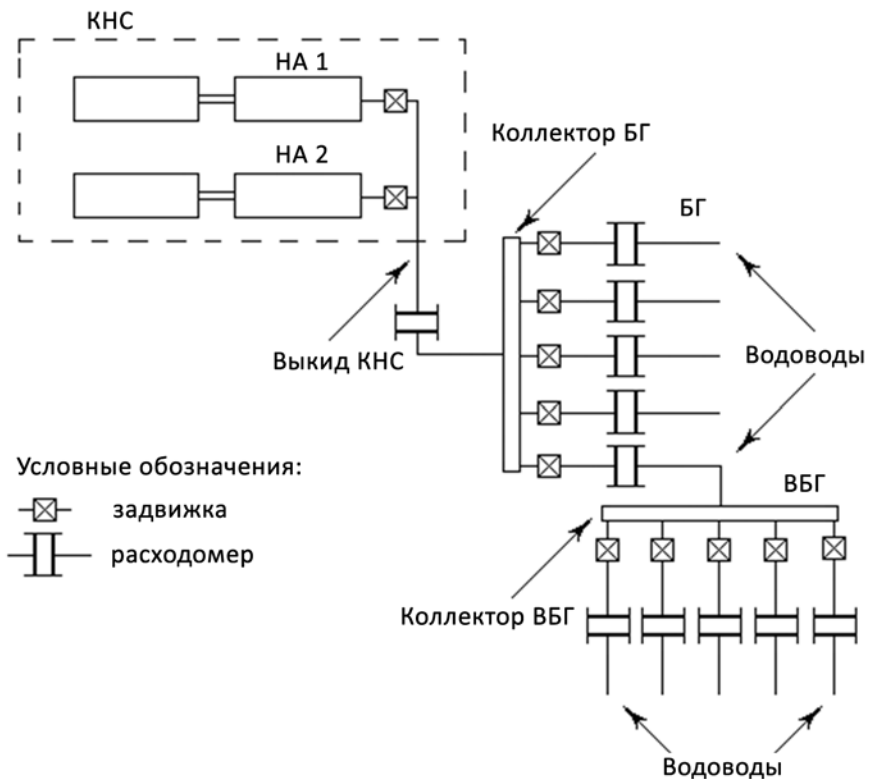 КНС
НА 1
НА 2
Коллектор БГ
БГ
Выкид КНС
Водоводы
Условные обозначения:
задвижка
расходомер
ВБГ
Коллектор ВБГ
Водоводы